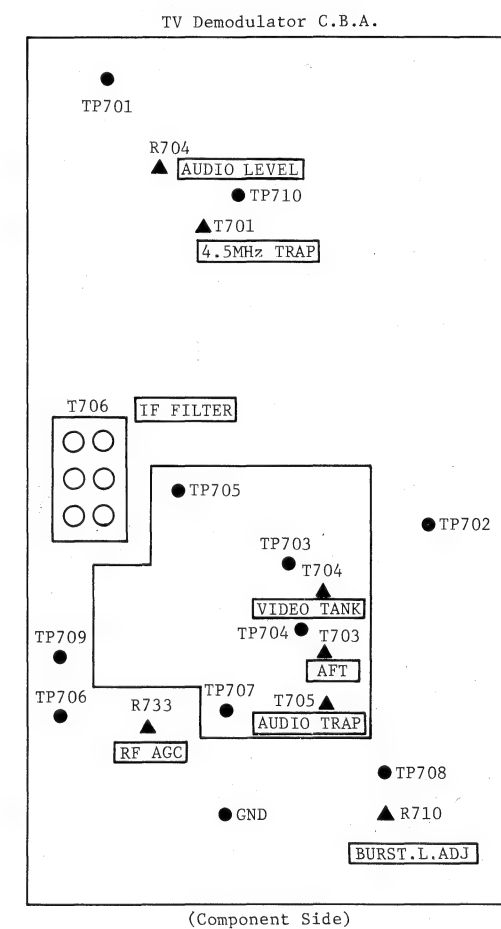 TV Demodulator C.B.A.
TP701
R704
AUDIO LEVEL
TP710
T701
4.5MHz TRAP
T706
IF FILTER
TP705
TP702
TP703
T704
VIDEO TANK
TP704
T703
AFT
TP709
TP706
R733
RF AGC
TP707
T705
AUDIO TRAP
TP708
GND
R710
BURST.L.ADJ
(Component Side)